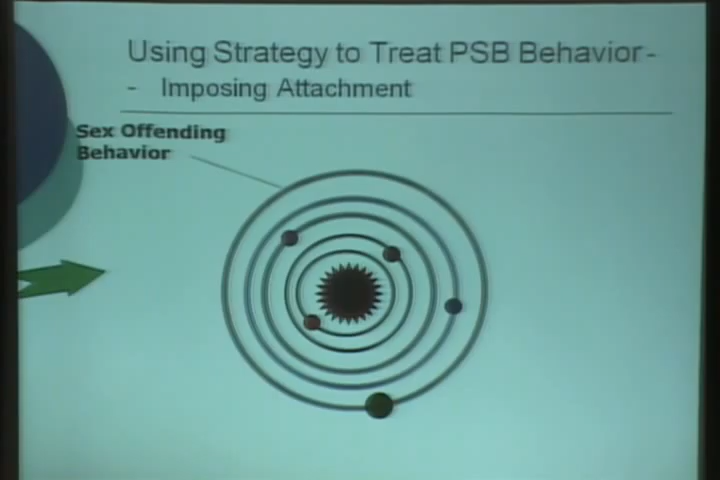 Using Strategy to Treat PSB Behavior-
- Imposing Attachment
Sex Offending
Behavior